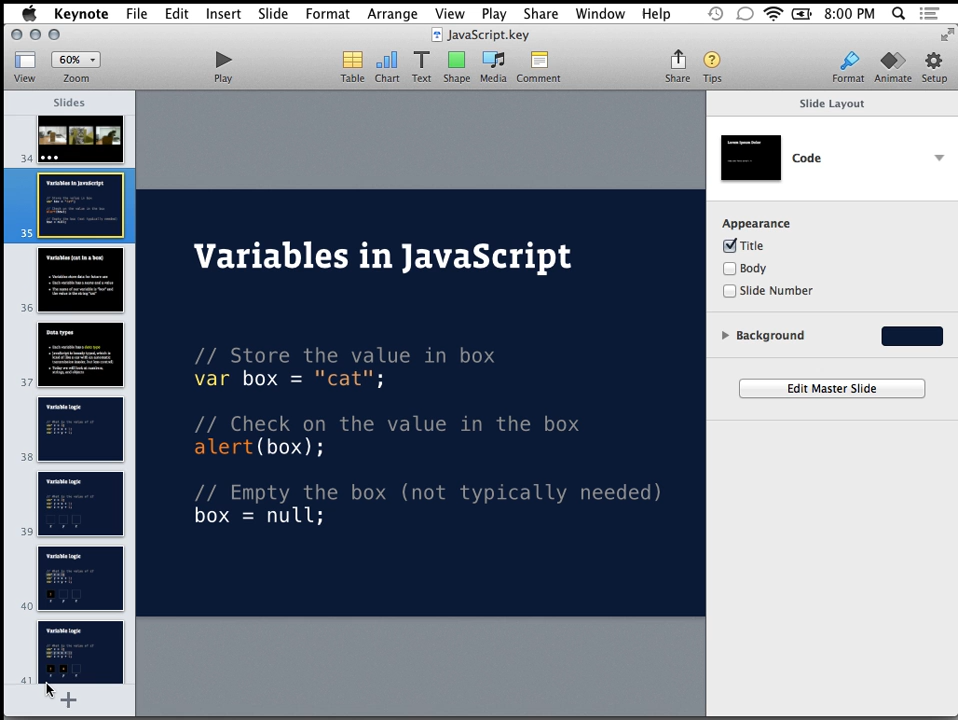 Keynote File Edit Insert Slide Format Arrange View Play Share Window Help 8:00 PM
JavaScript.key
60%
View Zoom Play Table Chart Text Shape Media Comment Share Tips Format Animate Setup
Slides
34
Variables in JavaScript
35
Variables (cat in a box)
36
Data types
37
Variable logic
38
Variable logic
39
Variable logic
40
Variable logic
41
Variables in JavaScript
// Store the value in box
var box = "cat";
// Check on the value in the box
alert(box);
// Empty the box (not typically needed)
box = null;
Slide Layout
Code
Appearance
Title
Body
Slide Number
Background
Edit Master Slide